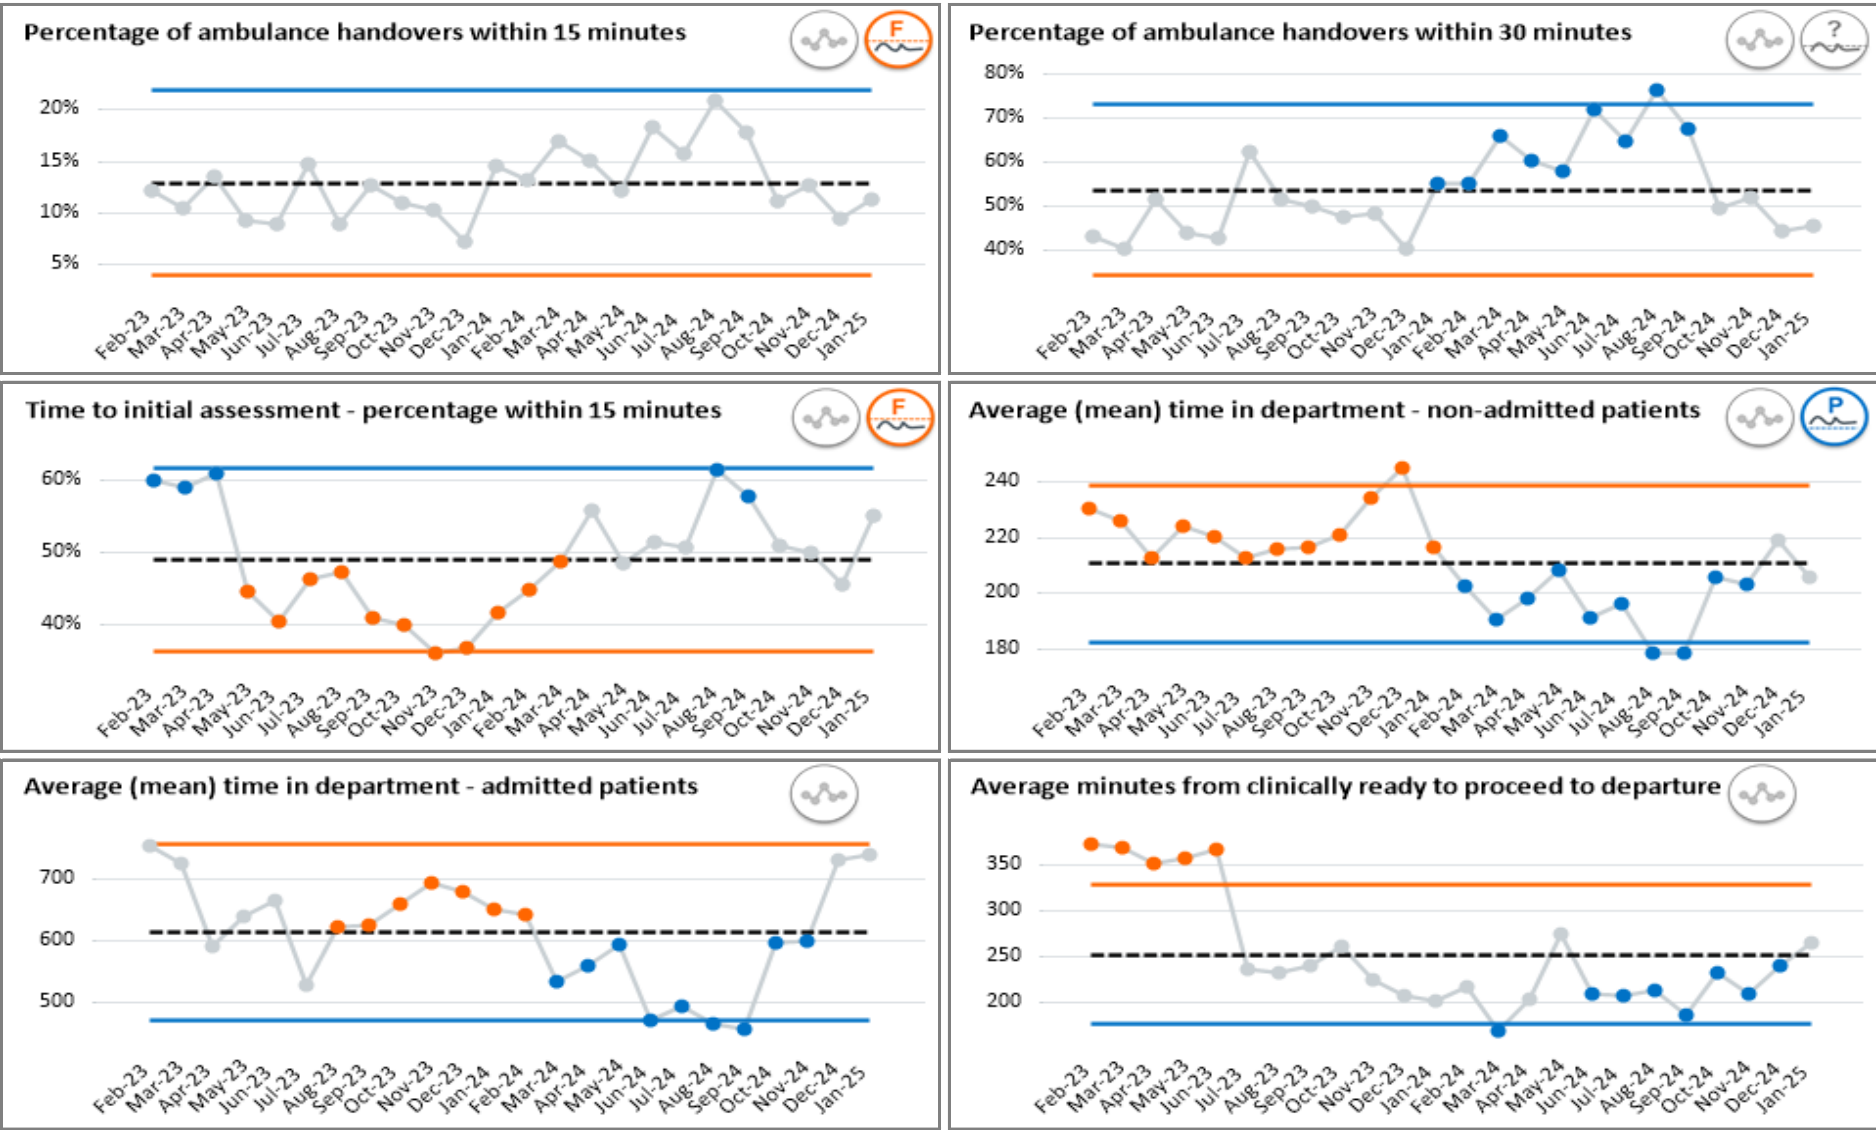 Percentage of ambulance handovers within 15 minutes
F
20%
15%
10%
5%
Feb-23 Mar-23 Apr-23 May-23 Jun-23 Jul-23 Aug-23 Sep-23 Oct-23 Nov-23 Dec-23 Jan-24 Feb-24 Mar-24 Apr-24 May-24 Jun-24 Jul-24 Aug-24 Sep-24 Oct-24 Nov-24 Dec-24 Jan-25
Percentage of ambulance handovers within 30 minutes
?
80%
70%
60%
50%
40%
Feb-23 Mar-23 Apr-23 May-23 Jun-23 Jul-23 Aug-23 Sep-23 Oct-23 Nov-23 Dec-23 Jan-24 Feb-24 Mar-24 Apr-24 May-24 Jun-24 Jul-24 Aug-24 Sep-24 Oct-24 Nov-24 Dec-24 Jan-25
Time to initial assessment - percentage within 15 minutes
F
60%
50%
40%
Feb-23 Mar-23 Apr-23 May-23 Jun-23 Jul-23 Aug-23 Sep-23 Oct-23 Nov-23 Dec-23 Jan-24 Feb-24 Mar-24 Apr-24 May-24 Jun-24 Jul-24 Aug-24 Sep-24 Oct-24 Nov-24 Dec-24 Jan-25
Average (mean) time in department - non-admitted patients
P
240
220
200
180
Feb-23 Mar-23 Apr-23 May-23 Jun-23 Jul-23 Aug-23 Sep-23 Oct-23 Nov-23 Dec-23 Jan-24 Feb-24 Mar-24 Apr-24 May-24 Jun-24 Jul-24 Aug-24 Sep-24 Oct-24 Nov-24 Dec-24 Jan-25
Average (mean) time in department - admitted patients
700
600
500
Feb-23 Mar-23 Apr-23 May-23 Jun-23 Jul-23 Aug-23 Sep-23 Oct-23 Nov-23 Dec-23 Jan-24 Feb-24 Mar-24 Apr-24 May-24 Jun-24 Jul-24 Aug-24 Sep-24 Oct-24 Nov-24 Dec-24 Jan-25
Average minutes from clinically ready to proceed to departure
350
300
250
200
Feb-23 Mar-23 Apr-23 May-23 Jun-23 Jul-23 Aug-23 Sep-23 Oct-23 Nov-23 Dec-23 Jan-24 Feb-24 Mar-24 Apr-24 May-24 Jun-24 Jul-24 Aug-24 Sep-24 Oct-24 Nov-24 Dec-24 Jan-25